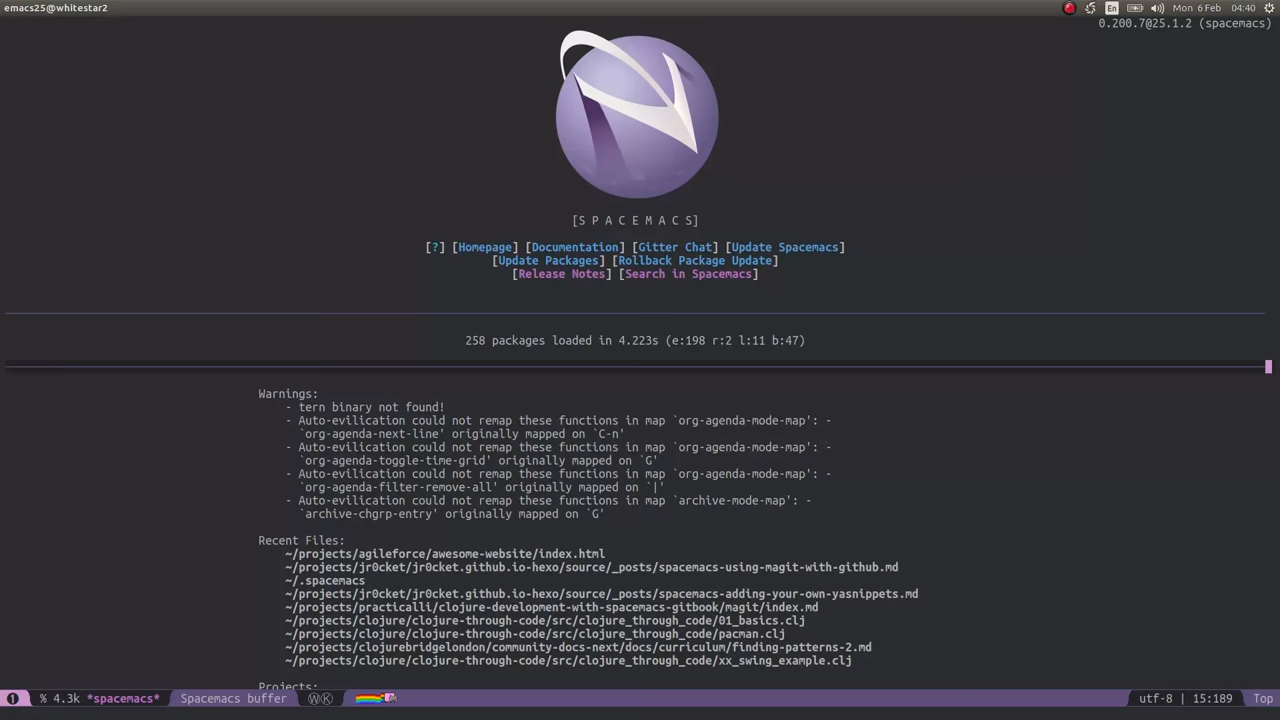 emacs25@whitestar2
En
Mon 6 Feb 04:40
0.200.7@25.1.2 (spacemacs)
[S P A C E M A C S]
[?] [Homepage] [Documentation] [Gitter Chat] [Update Spacemacs]
[Update Packages] [Rollback Package Update]
[Release Notes] [Search in Spacemacs]
258 packages loaded in 4.223s (e:198 r:2 l:11 b:47)
Warnings:
- tern binary not found!
- Auto-evilication could not remap these functions in map `org-agenda-mode-map': -
`org-agenda-next-line' originally mapped on `C-n'
- Auto-evilication could not remap these functions in map `org-agenda-mode-map': -
`org-agenda-toggle-time-grid' originally mapped on `G'
- Auto-evilication could not remap these functions in map `org-agenda-mode-map': -
`org-agenda-filter-remove-all' originally mapped on `|'
- Auto-evilication could not remap these functions in map `archive-mode-map': -
`archive-chgrp-entry' originally mapped on `G'
Recent Files:
~/projects/agileforce/awesome-website/index.html
~/projects/jr0cket/jr0cket.github.io-hexo/source/_posts/spacemacs-using-magit-with-github.md
~/.spacemacs
~/projects/jr0cket/jr0cket.github.io-hexo/source/_posts/spacemacs-adding-your-own-yasnippets.md
~/projects/practicalli/clojure-development-with-spacemacs-gitbook/magit/index.md
~/projects/clojure/clojure-through-code/src/clojure_through_code/01_basics.clj
~/projects/clojure/clojure-through-code/src/clojure_through_code/pacman.clj
~/projects/clojurebridgelondon/community-docs-next/docs/curriculum/finding-patterns-2.md
~/projects/clojure/clojure-through-code/src/clojure_through_code/xx_swing_example.clj
Projects:
❶ % 4.3k *spacemacs* Spacemacs buffer ⓌⓀ utf-8 | 15:189 Top